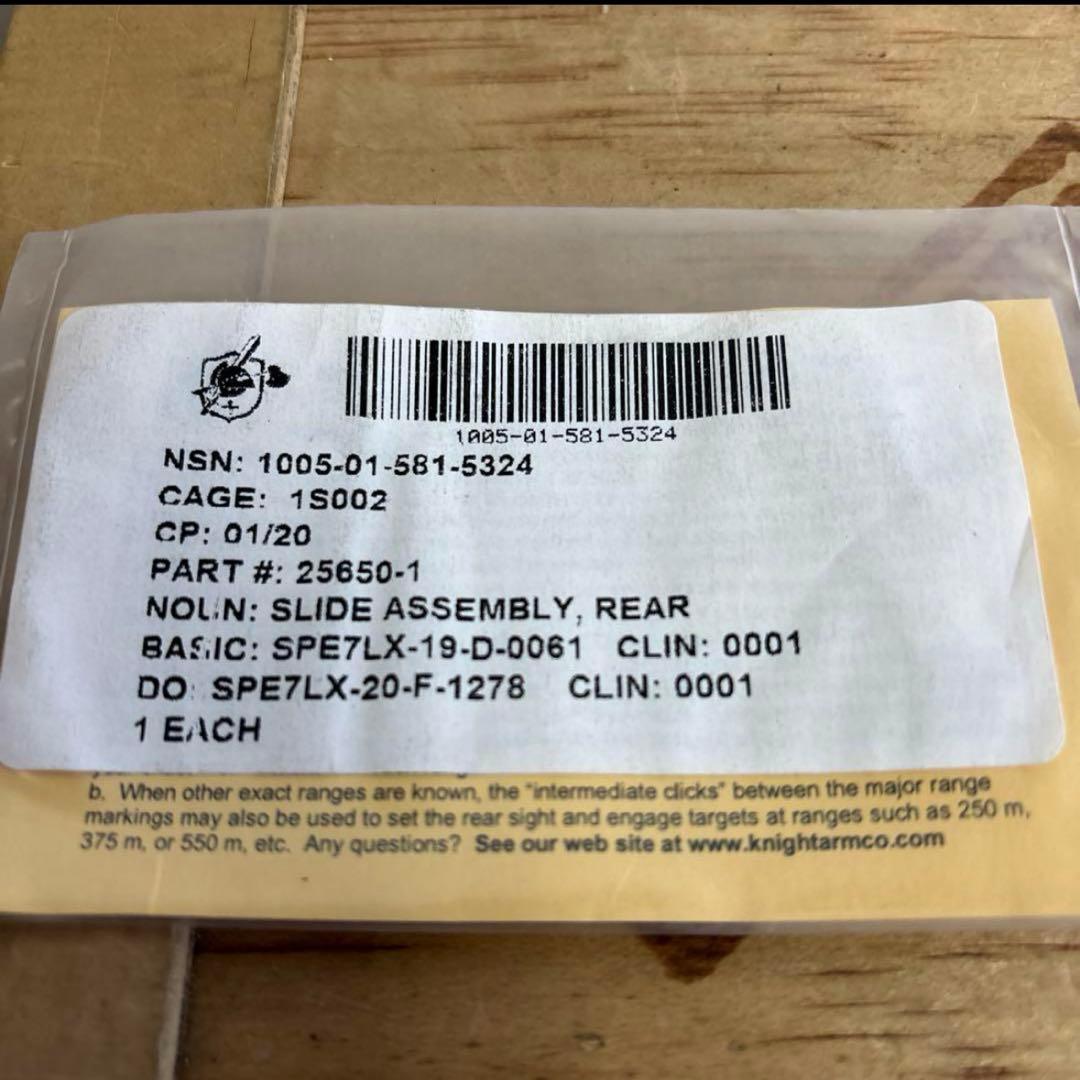 1005-01-581-5324
NSN: 1005-01-581-5324
CAGE: 1S002
CP: 01/20
PART #: 25650-1
NOUN: SLIDE ASSEMBLY, REAR
BASIC: SPE7LX-19-D-0061 CLIN: 0001
DO: SPE7LX-20-F-1278 CLIN: 0001
1 EACH
b. When other exact ranges are known, the "intermediate clicks" between the major range
markings may also be used to set the rear sight and engage targets at ranges such as 250 m,
375 m, or 550 m, etc. Any questions? See our web site at www.knightarmco.com